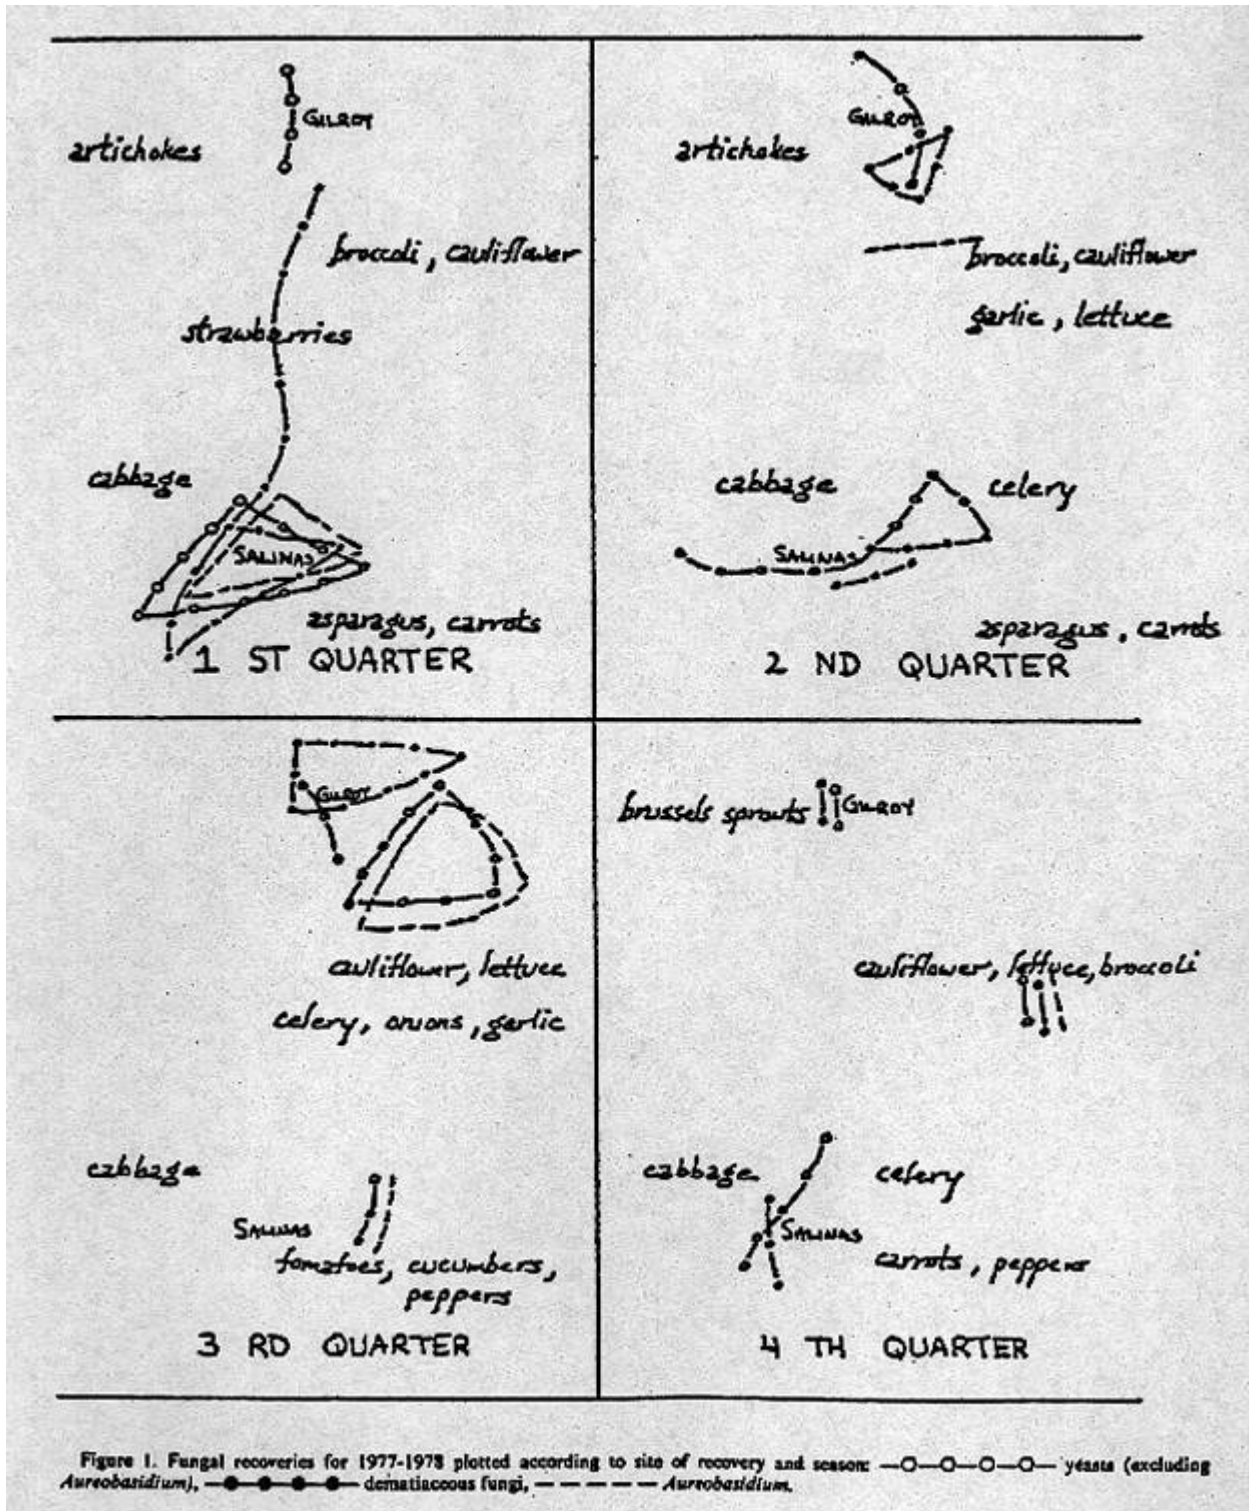 GILROY
artichokes
broccoli, cauliflower
strawberries
cabbage
SALINAS
asparagus, carrots
1 ST QUARTER
GILROY
artichokes
broccoli, cauliflower
garlic, lettuce
cabbage celery
SALINAS
asparagus, carrots
2 ND QUARTER
GILROY
cauliflower, lettuce
celery, onions, garlic
cabbage
SALINAS
tomatoes, cucumbers,
peppers
3 RD QUARTER
brussels sprouts GILROY
cauliflower, lettuce, broccoli
cabbage celery
SALINAS
carrots, peppers
4 TH QUARTER
Figure 1. Fungal recoveries for 1977-1978 plotted according to site of recovery and season: —O—O—O—O— yeasts (excluding
Aureobasidium), —●—●—●—●— dematiaceous fungi, — — — — — — Aureobasidium.